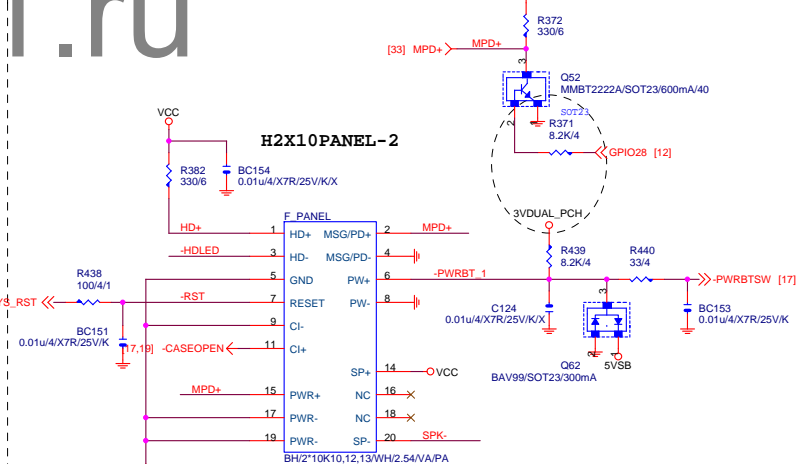 .ru
R372
330/6
[33] MPD+
MPD+
3
Q52
MMBT2222A/SOT23/600mA/40
SOT23
2
1
R371
8.2K/4
GPIO28 [12]
VCC
H2X10PANEL-2
R382
330/6
BC154
0.01u/4/X7R/25V/K/X
3VDUAL_PCH
F_PANEL
HD+
1
HD+
MSG/PD+
2
MPD+
R439
8.2K/4
R440
33/4
-HDLED
3
HD-
MSG/PD-
4
5
GND
PW+
6
-PWRBT_1
-PWRBTSW [17]
R438
100/4/1
YS_RST
-RST
7
RESET
PW-
8
3
C124
0.01u/4/X7R/25V/K/X
BC153
0.01u/4/X7R/25V/K
BC151
0.01u/4/X7R/25V/K
9
CI-
[17,19] -CASEOPEN
11
CI+
2
1
5VSB
Q62
BAV99/SOT23/300mA
SP+
14
VCC
MPD+
15
PWR+
NC
16
17
PWR-
NC
18
19
PWR-
SP-
20
SPK-
BH/2*10K10,12,13/WH/2.54/VA/PA